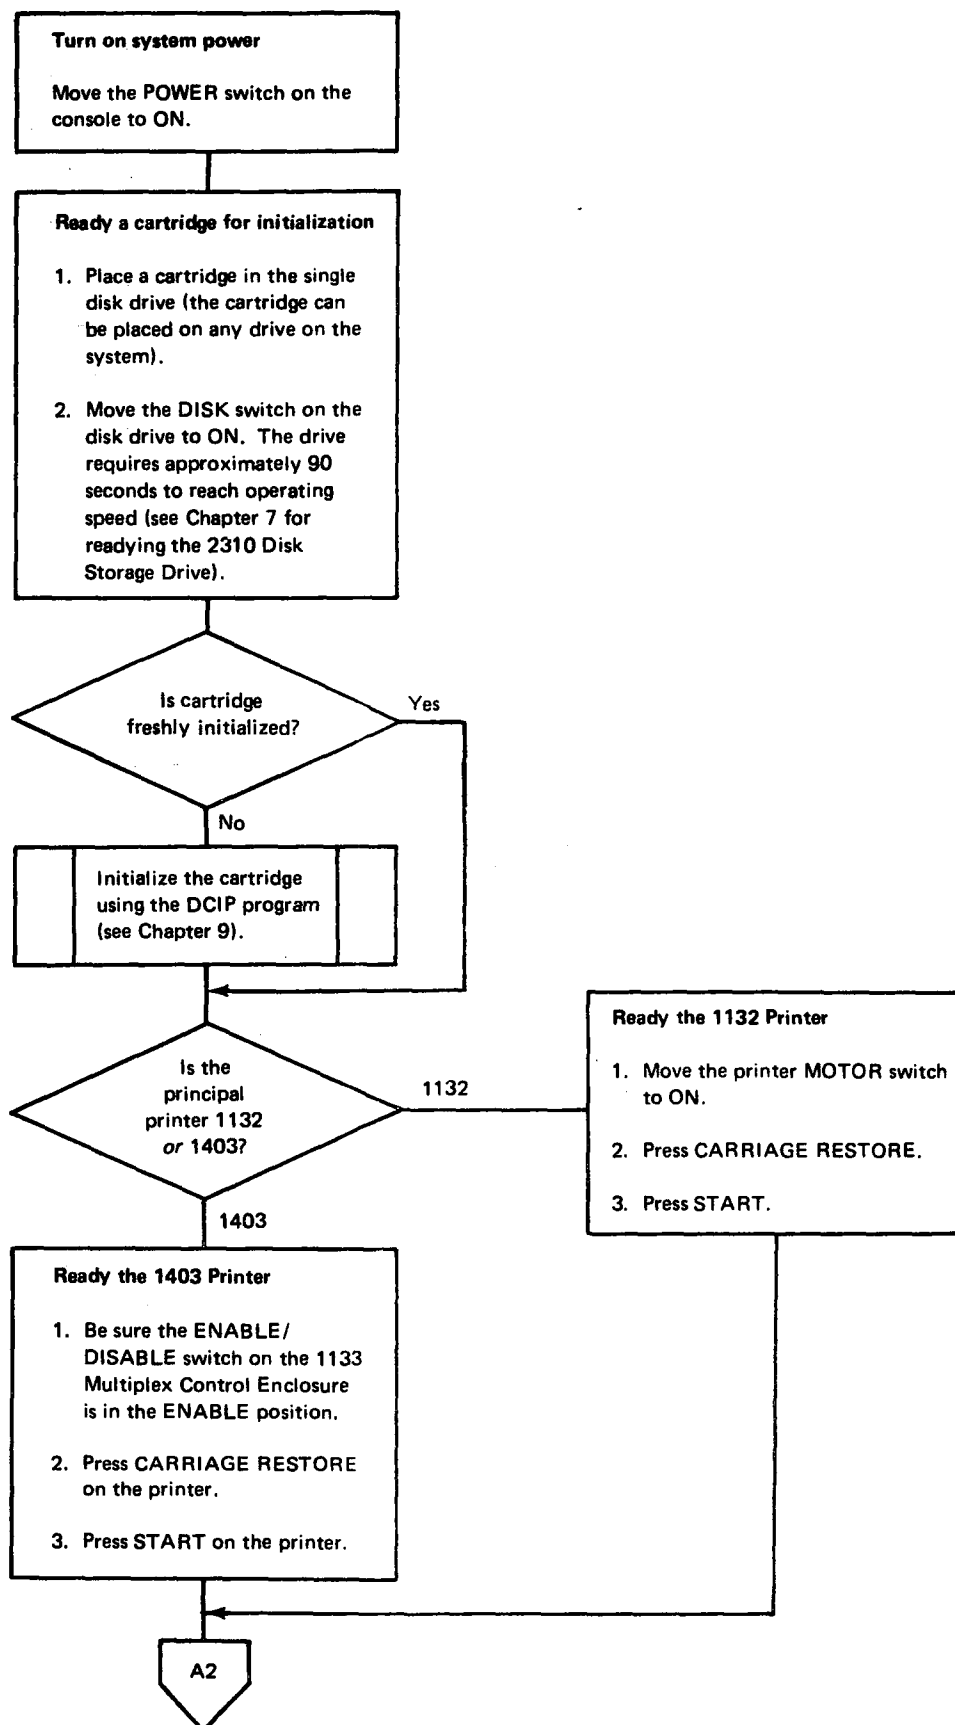 Turn on system power
Move the POWER switch on the
console to ON.
Ready a cartridge for initialization
1. Place a cartridge in the single
disk drive (the cartridge can
be placed on any drive on the
system).
2. Move the DISK switch on the
disk drive to ON. The drive
requires approximately 90
seconds to reach operating
speed (see Chapter 7 for
readying the 2310 Disk
Storage Drive).
Is cartridge
freshly initialized?
Yes
No
Initialize the cartridge
using the DCIP program
(see Chapter 9).
Is the
principal
printer 1132
or 1403?
1132
Ready the 1132 Printer
1. Move the printer MOTOR switch
to ON.
2. Press CARRIAGE RESTORE.
3. Press START.
1403
Ready the 1403 Printer
1. Be sure the ENABLE/
DISABLE switch on the 1133
Multiplex Control Enclosure
is in the ENABLE position.
2. Press CARRIAGE RESTORE
on the printer.
3. Press START on the printer.
A2